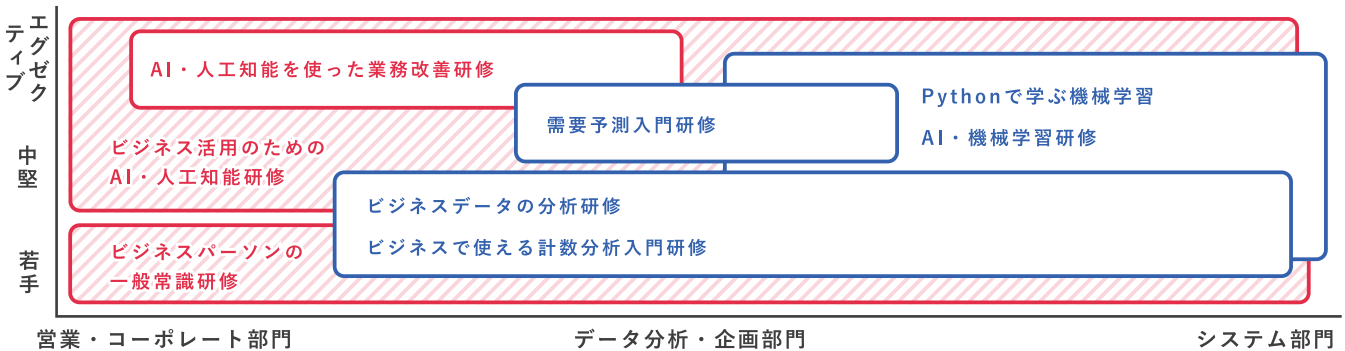 エグゼク
ティブ
中堅
若手
AI・人工知能を使った業務改善研修
ビジネス活用のための
AI・人工知能研修
需要予測入門研修
Pythonで学ぶ機械学習
AI・機械学習研修
ビジネスデータの分析研修
ビジネスで使える計数分析入門研修
ビジネスパーソンの
一般常識研修
営業・コーポレート部門
データ分析・企画部門
システム部門